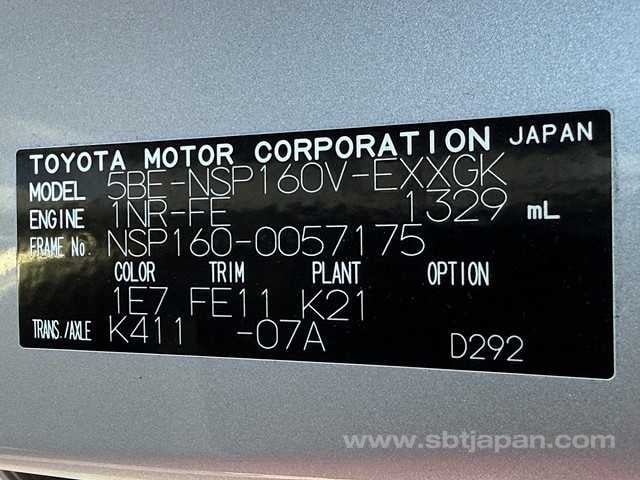 TOYOTA MOTOR CORPORATION JAPAN
MODEL 5BE-NSP160V-EXXGK
ENGINE 1NR-FE 1329 mL
FRAME No. NSP160-0057175
COLOR TRIM PLANT OPTION
1E7 FE11 K21
TRANS./AXLE K411 -07A
D292
www.sbtjapan.com